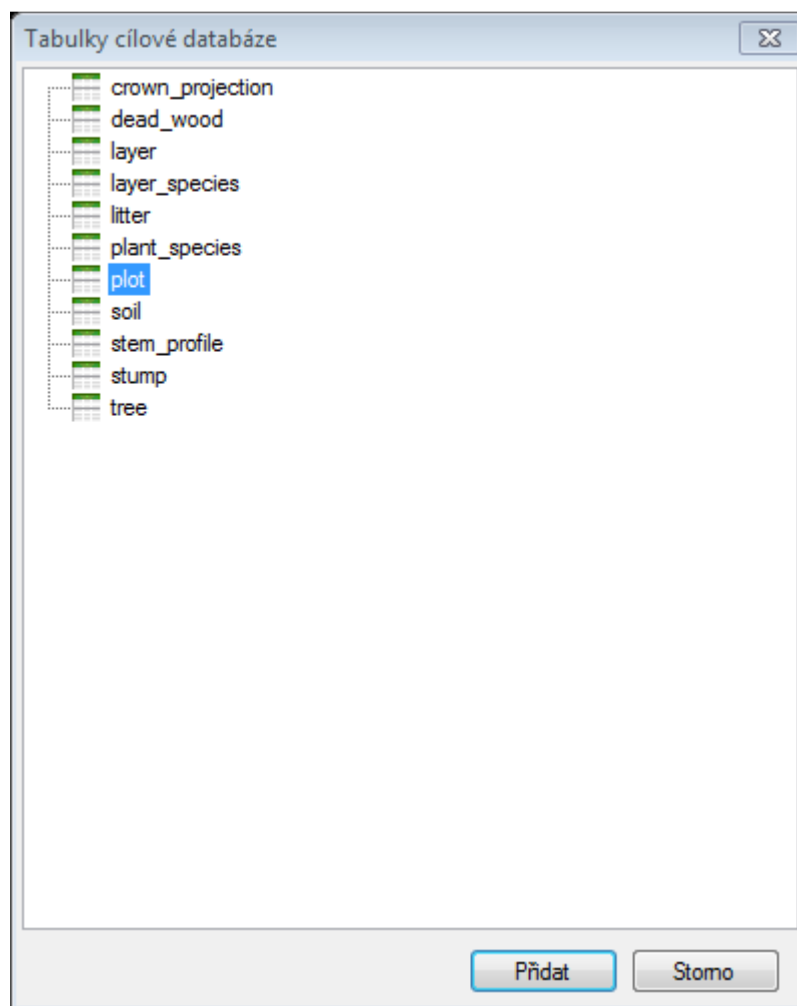 Tabulky cílové databáze
crown_projection
dead_wood
layer
layer_species
litter
plant_species
plot
soil
stem_profile
stump
tree
Přidat Storno